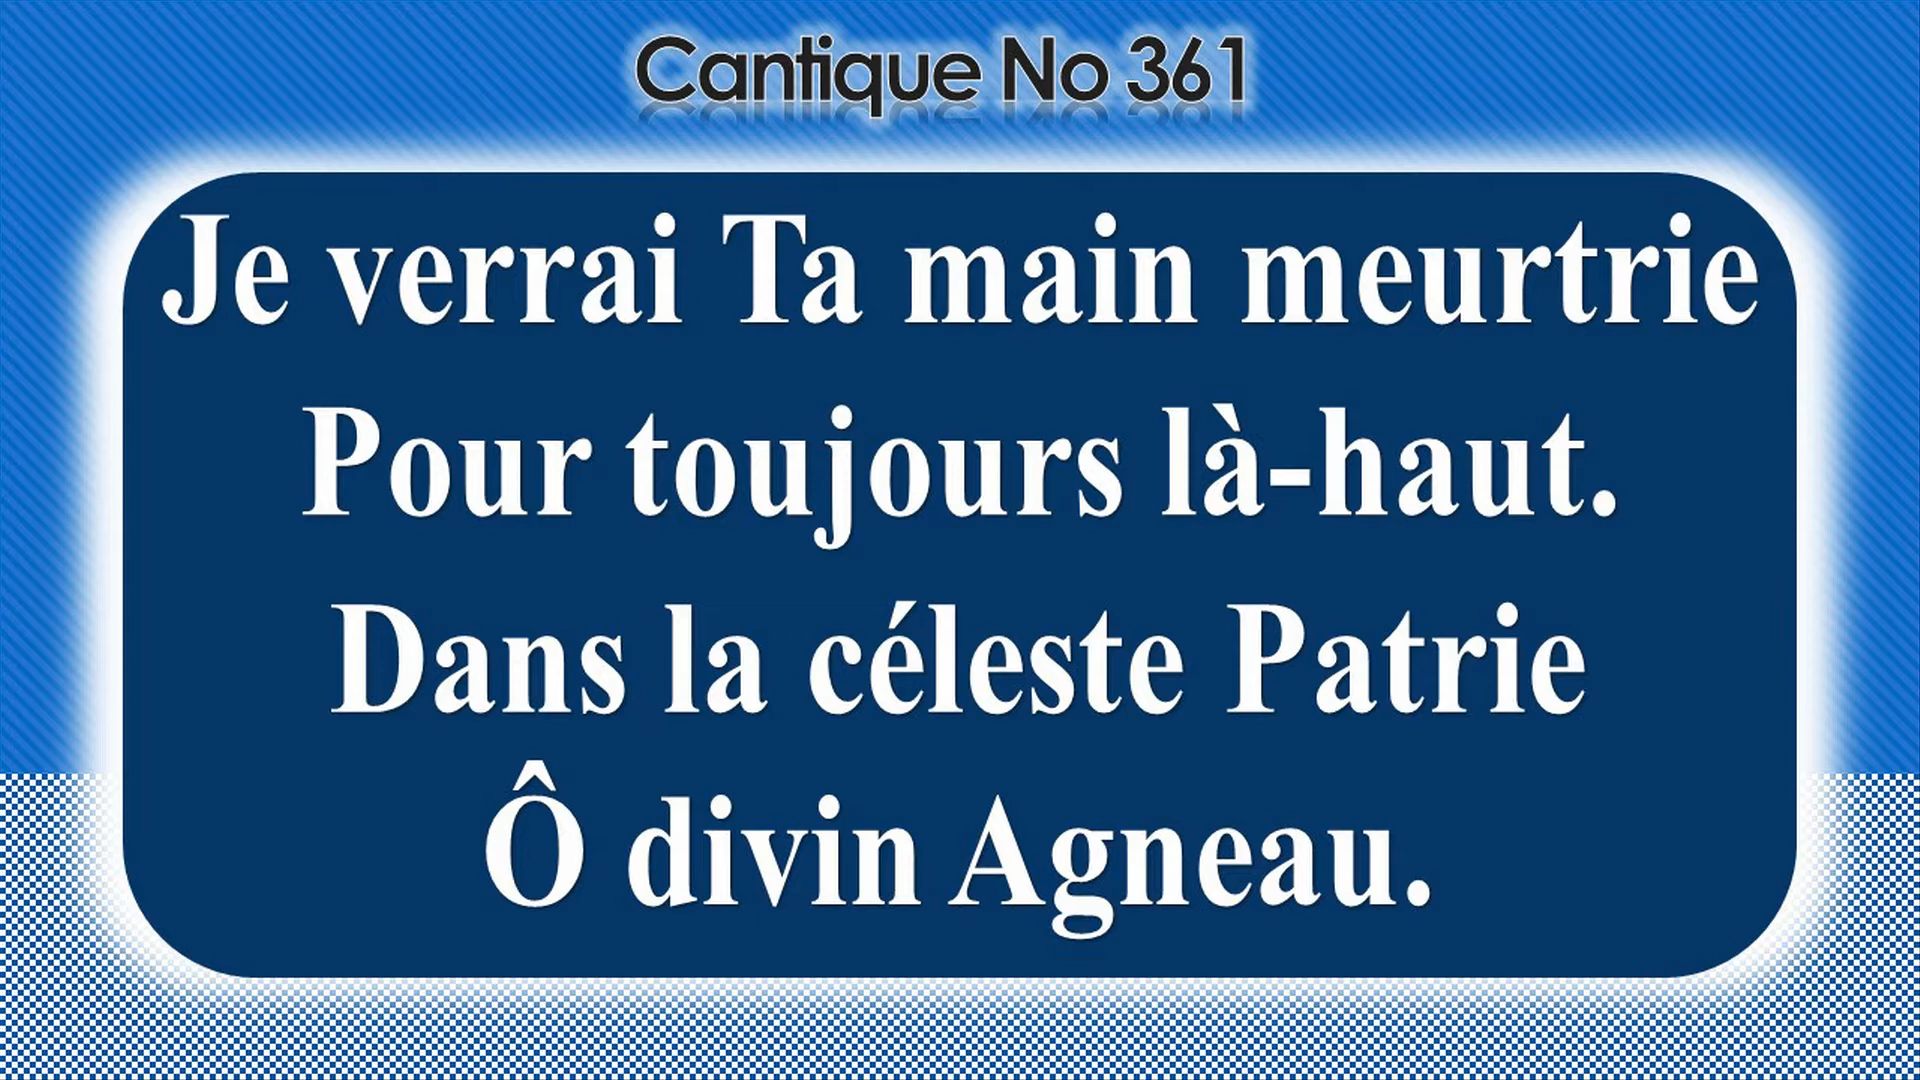 Cantique No 361
Je verrai Ta main meurtrie
Pour toujours là-haut.
Dans la céleste Patrie
Ô divin Agneau.